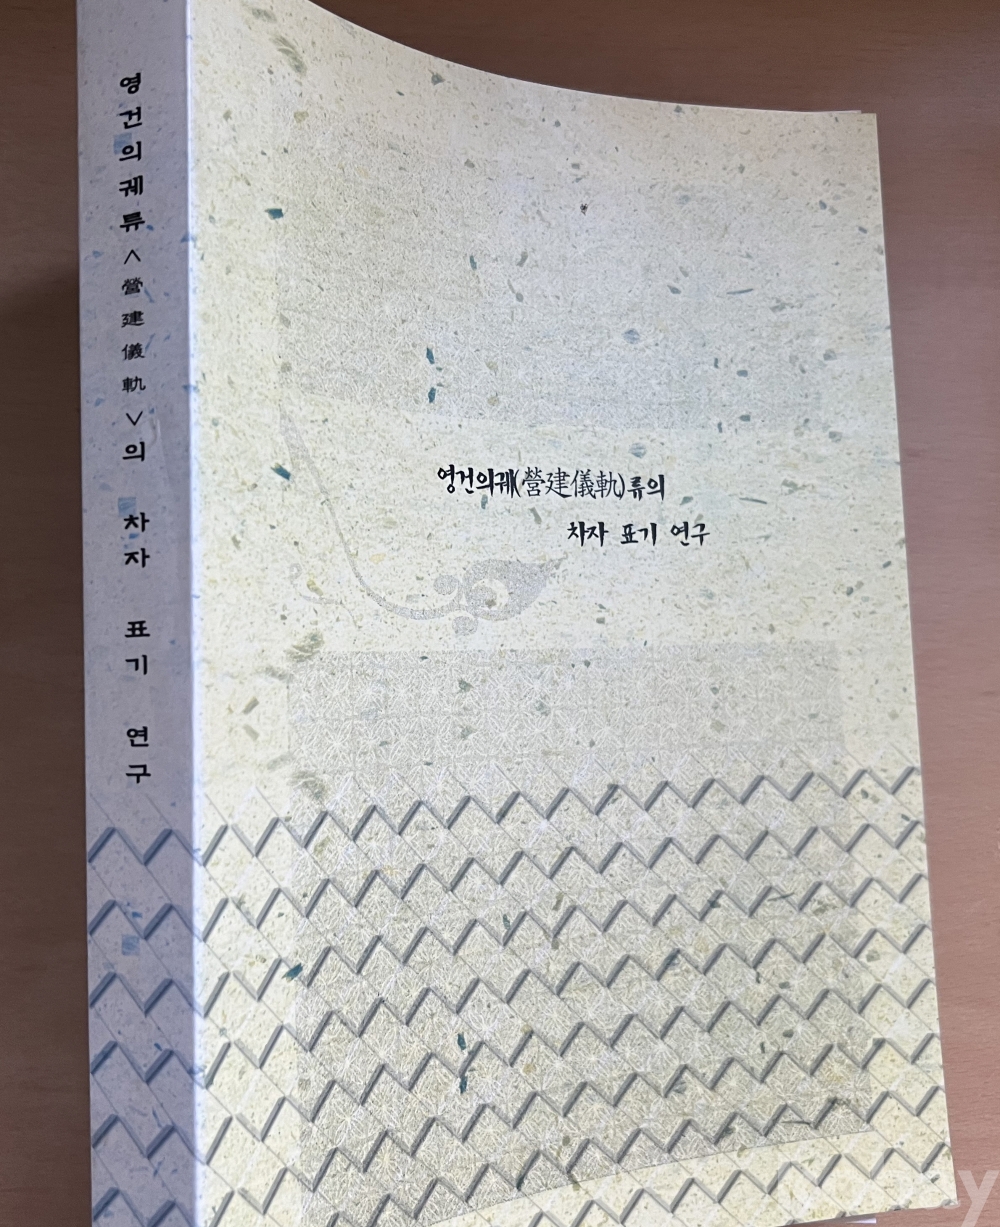 영건의궤류<營建儀軌>의 차자 표기 연구
영건의궤(營建儀軌)류의
차자 표기 연구